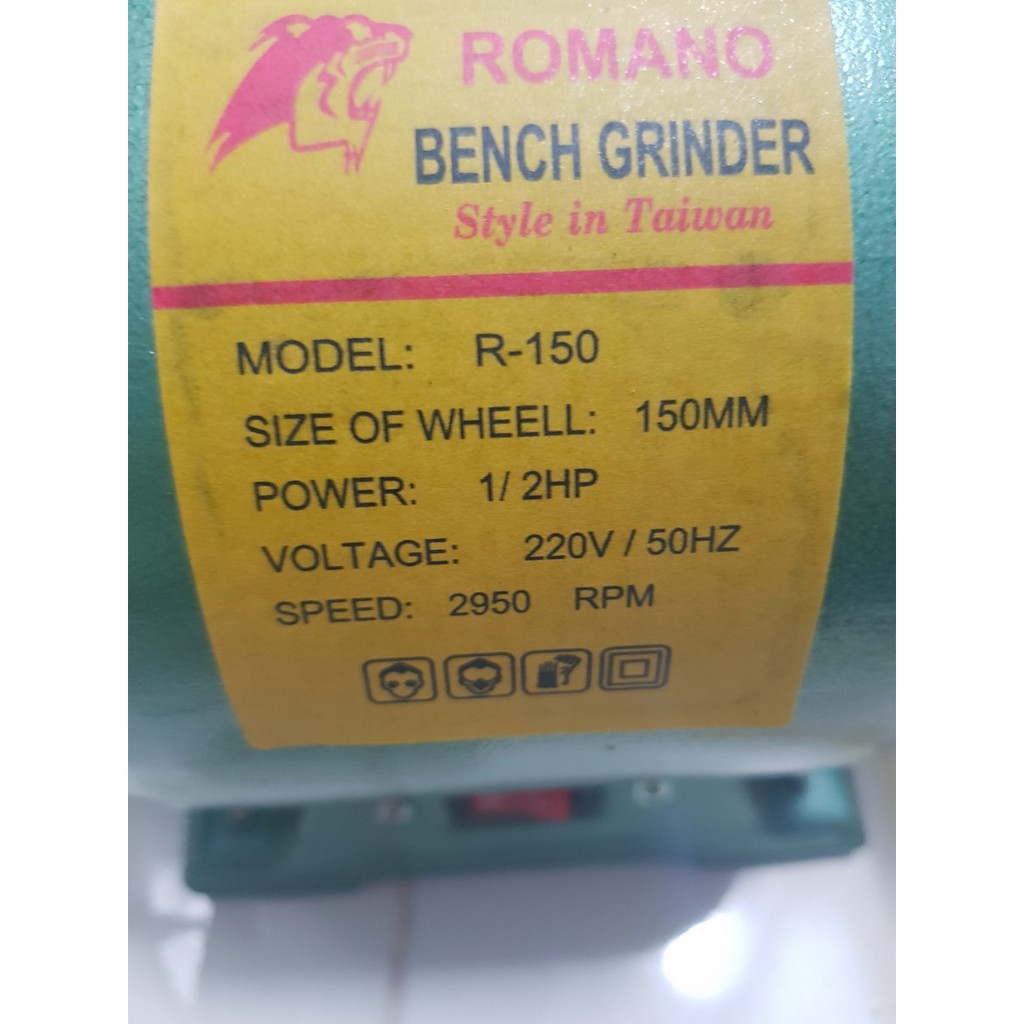 ROMANO
BENCH GRINDER
Style in Taiwan
MODEL: R-150
SIZE OF WHEELL: 150MM
POWER: 1/ 2HP
VOLTAGE: 220V / 50HZ
SPEED: 2950 RPM